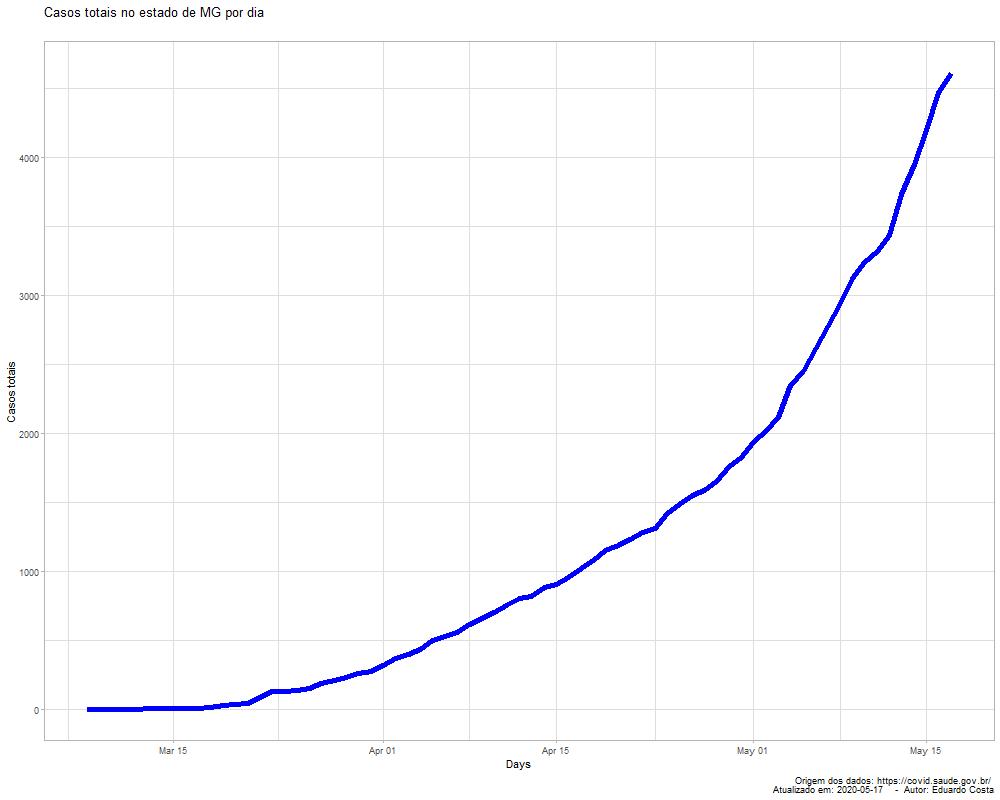 Casos totais no estado de MG por dia
4000
3000
2000
1000
0
Casos totais
Mar 15
Apr 01
Apr 15
May 01
May 15
Days
Origem dos dados: https://covid.saude.gov.br/
Atualizado em: 2020-05-17 - Autor: Eduardo Costa